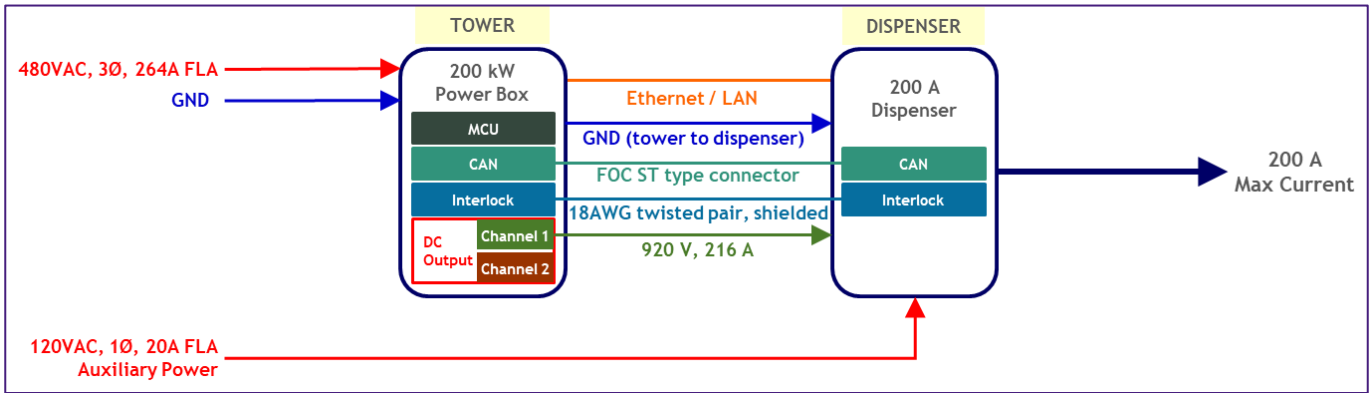 TOWER
DISPENSER
480VAC, 3Ø, 264A FLA
GND
200 kW
Power Box
MCU
CAN
Interlock
DC
Output
Channel 1
Channel 2
Ethernet / LAN
GND (tower to dispenser)
FOC ST type connector
18AWG twisted pair, shielded
920 V, 216 A
200 A
Dispenser
CAN
Interlock
200 A
Max Current
120VAC, 1Ø, 20A FLA
Auxiliary Power